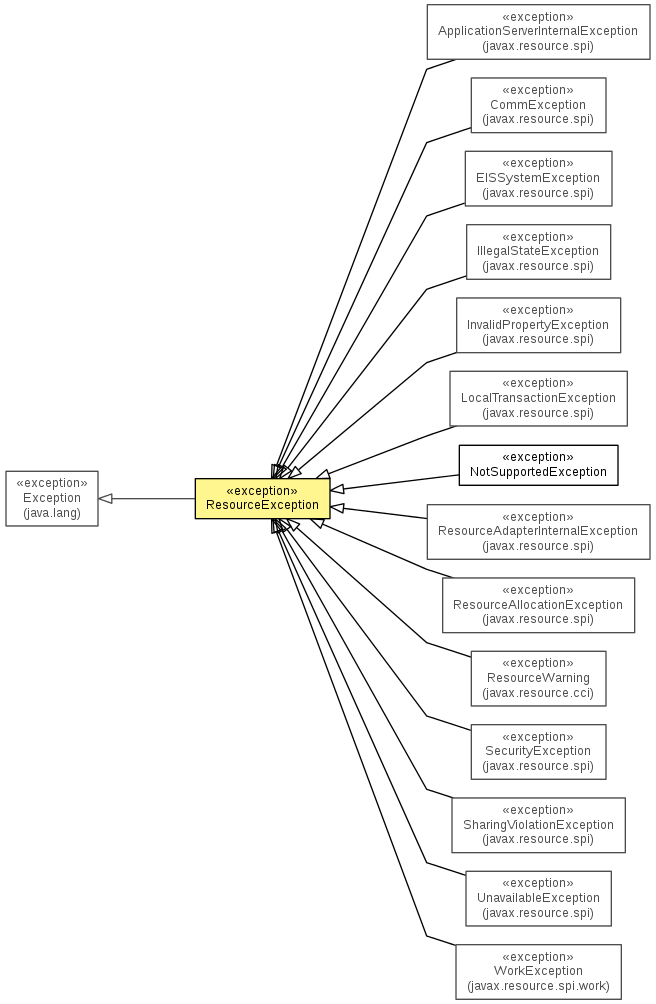 «exception»
ApplicationServerInternalException
(javax.resource.spi)
«exception»
CommException
(javax.resource.spi)
«exception»
EISSystemException
(javax.resource.spi)
«exception»
IllegalStateException
(javax.resource.spi)
«exception»
InvalidPropertyException
(javax.resource.spi)
«exception»
LocalTransactionException
(javax.resource.spi)
«exception»
NotSupportedException
«exception»
Exception
(java.lang)
«exception»
ResourceException
«exception»
ResourceAdapterInternalException
(javax.resource.spi)
«exception»
ResourceAllocationException
(javax.resource.spi)
«exception»
ResourceWarning
(javax.resource.cci)
«exception»
SecurityException
(javax.resource.spi)
«exception»
SharingViolationException
(javax.resource.spi)
«exception»
UnavailableException
(javax.resource.spi)
«exception»
WorkException
(javax.resource.spi.work)